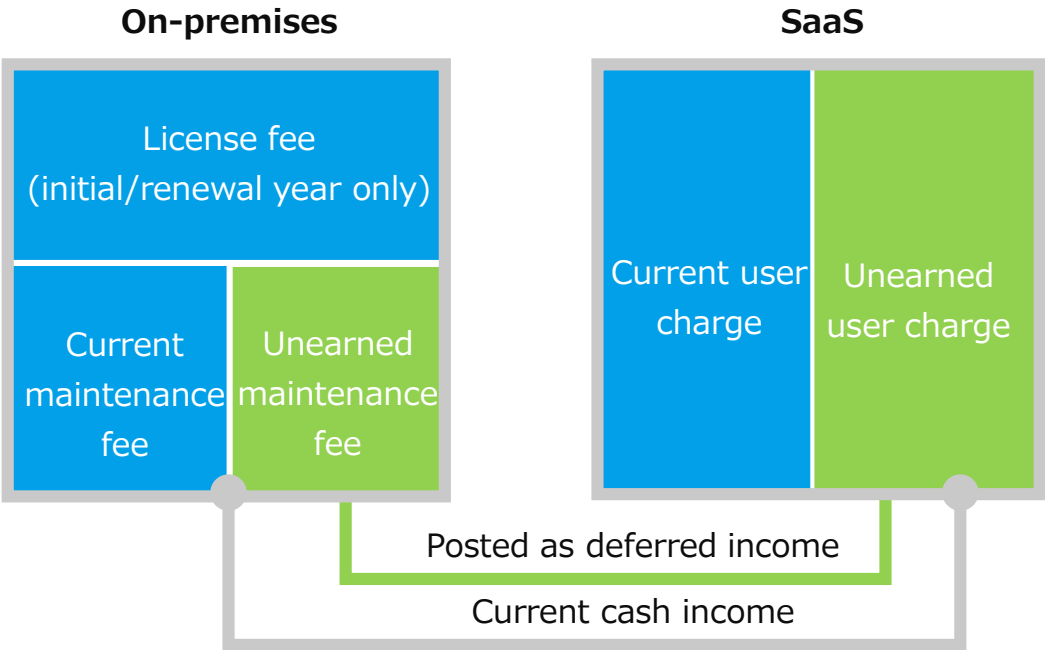 On-premises
SaaS
License fee
(initial/renewal year only)
Current
maintenance
fee
Unearned
maintenance
fee
Current user
charge
Unearned
user charge
Posted as deferred income
Current cash income